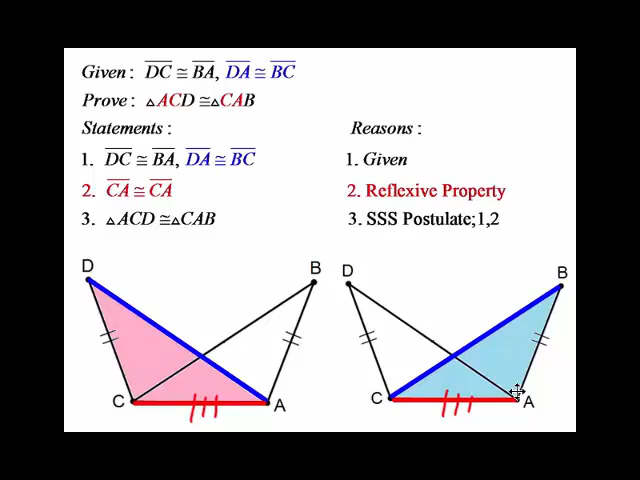 Given: DC ≅ BA, DA ≅ BC
Prove: △ACD ≅ △CAB
Statements: Reasons:
1. DC ≅ BA, DA ≅ BC 1. Given
2. CA ≅ CA 2. Reflexive Property
3. △ACD ≅ △CAB 3. SSS Postulate;1,2
D B D B
C A C A